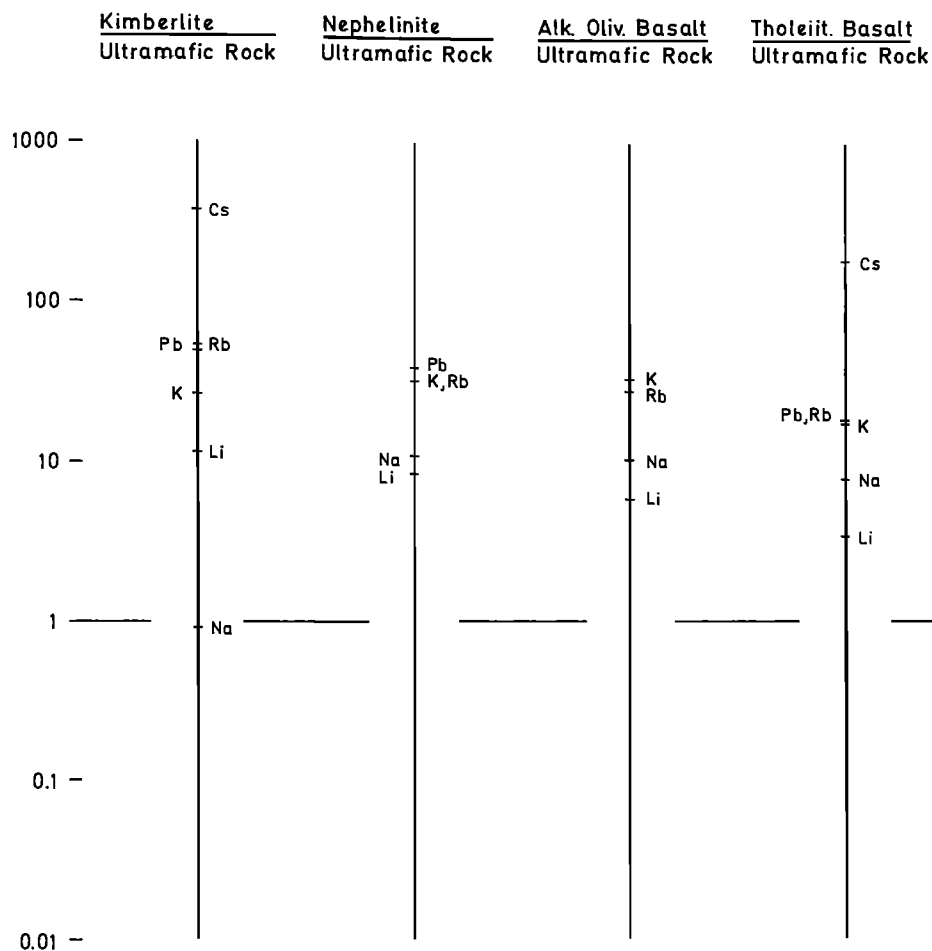 Kimberlite
Ultramafic Rock
Nephelinite
Ultramafic Rock
Alk. Oliv. Basalt
Ultramafic Rock
Tholeiit. Basalt
Ultramafic Rock
1000
100
10
1
0.1
0.01
Cs
Pb Rb
K
Li
Na
Pb
K,Rb
Na
Li
K
Rb
Na
Li
Cs
Pb,Rb K
Na
Li